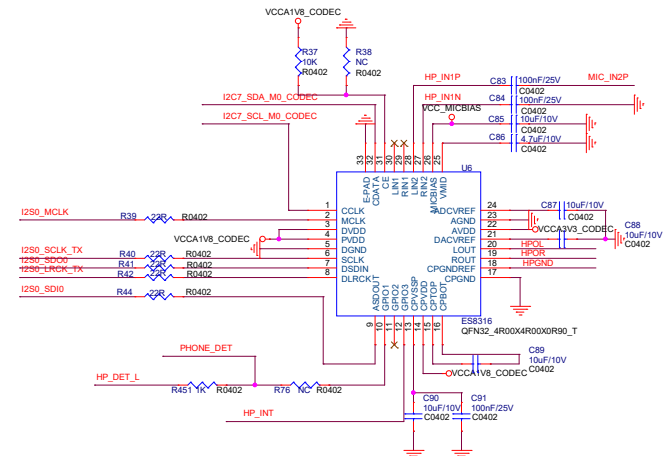 VCCA1V8_CODEC
R37
10K
R0402
R38
NC
R0402
HP_IN1P
C83
100nF/25V
C0402
MIC_IN2P
I2C7_SDA_M0_CODEC
HP_IN1N
C84
100nF/25V
C0402
VCC_MICBIAS
C85
10uF/10V
C0402
I2C7_SCL_M0_CODEC
C86
4.7uF/10V
C0402
33
32
31
30
29
28
27
26
25
U6
E-PAD
CDATA
CE
LIN1
RIN1
LIN2
RIN2
MICBIAS
VMID
1
CCLK
2
MCLK
3
DVDD
4
PVDD
5
DGND
6
SCLK
7
DSDIN
8
DLRCK
ADCVREF
24
AGND
23
AVDD
22
DACVREF
21
LOUT
20
ROUT
19
CPGNDREF
18
CPGND
17
ASDOUT
GPIO1
GPIO2
GPIO3
CPVSSP
CPVDD
CPTOP
CPBOT
9
10
11
12
13
14
15
16
ES8316
QFN32_4R00X4R00X0R90_T
I2S0_MCLK
R39
22R
R0402
VCCA1V8_CODEC
I2S0_SCLK_TX
R40
22R
R0402
I2S0_SDO0
R41
22R
R0402
I2S0_LRCK_TX
R42
22R
R0402
I2S0_SDI0
R44
22R
R0402
C87
10uF/10V
C0402
VCCA3V3_CODEC
C88
10uF/10V
C0402
HPOL
HPOR
HPGND
PHONE_DET
HP_DET_L
R451
1K
R0402
R76
NC
R0402
HP_INT
C89
10uF/10V
C0402
VCCA1V8_CODEC
C90
10uF/10V
C0402
C91
100nF/25V
C0402